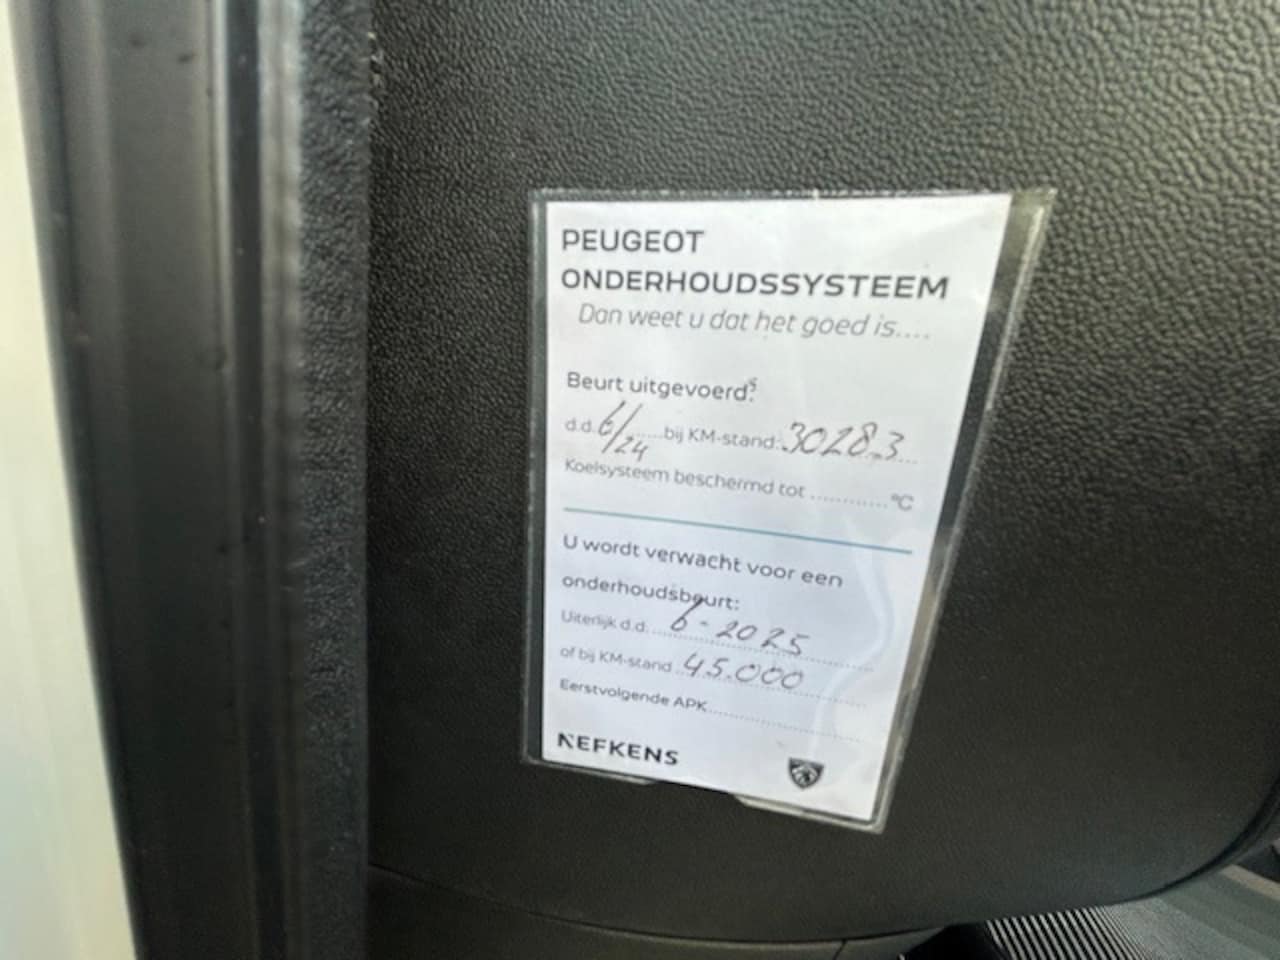 PEUGEOT
ONDERHOUDSSYSTEEM
Dan weet u dat het goed is....
Beurt uitgevoerd:
d.d. 6/24 bij KM-stand: 30283
Koelsysteem beschermd tot ............ °C
U wordt verwacht voor een
onderhoudsbeurt:
Uiterlijk d.d. 6-2025
of bij KM-stand 45.000
Eerstvolgende APK
NEFKENS